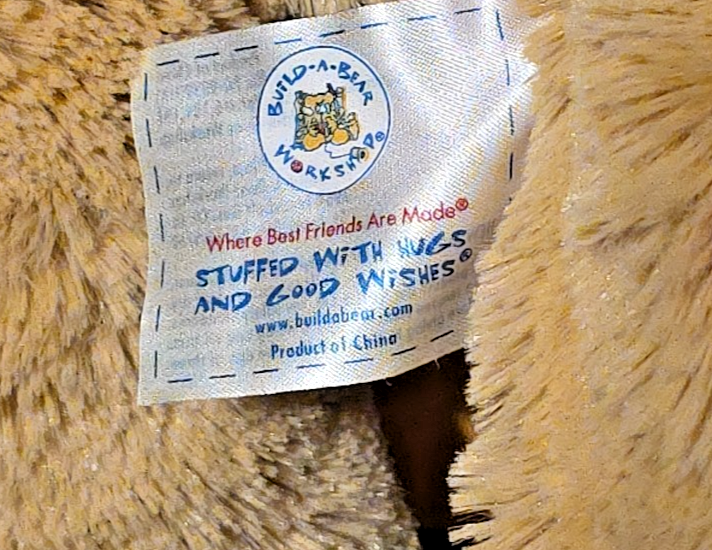 BUILD-A-BEAR
WORKSHOP®
Where Best Friends Are Made®
STUFFED WITH HUGS
AND GOOD WISHES®
www.buildabear.com
Product of China